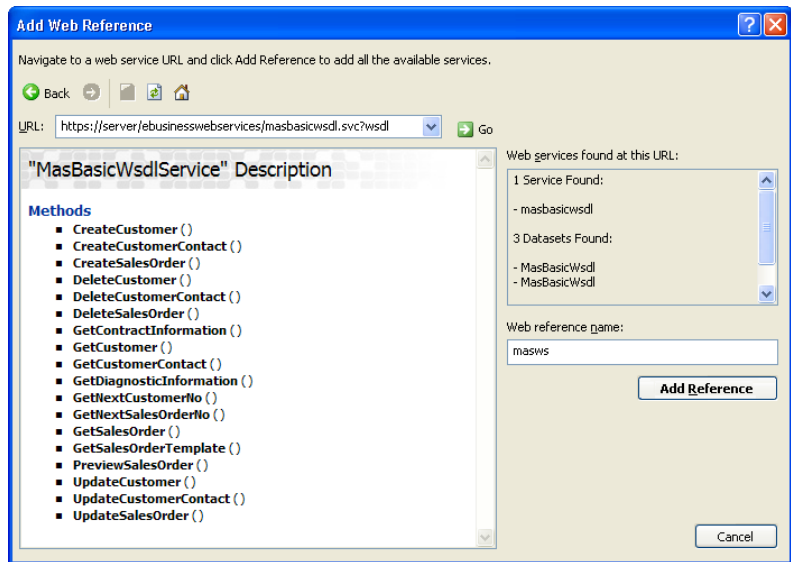 Add Web Reference
Navigate to a web service URL and click Add Reference to add all the available services.
Back
URL: https://server/ebusinesswebservices/masbasicwsdl.svc?wsdl Go
"MasBasicWsdlService" Description
Methods
CreateCustomer ()
CreateCustomerContact ()
CreateSalesOrder ()
DeleteCustomer ()
DeleteCustomerContact ()
DeleteSalesOrder ()
GetContractInformation ()
GetCustomer ()
GetCustomerContact ()
GetDiagnosticInformation ()
GetNextCustomerNo ()
GetNextSalesOrderNo ()
GetSalesOrder ()
GetSalesOrderTemplate ()
PreviewSalesOrder ()
UpdateCustomer ()
UpdateCustomerContact ()
UpdateSalesOrder ()
Web services found at this URL:
1 Service Found:
- masbasicwsdl
3 Datasets Found:
- MasBasicWsdl
- MasBasicWsdl
Web reference name:
masws
Add Reference
Cancel